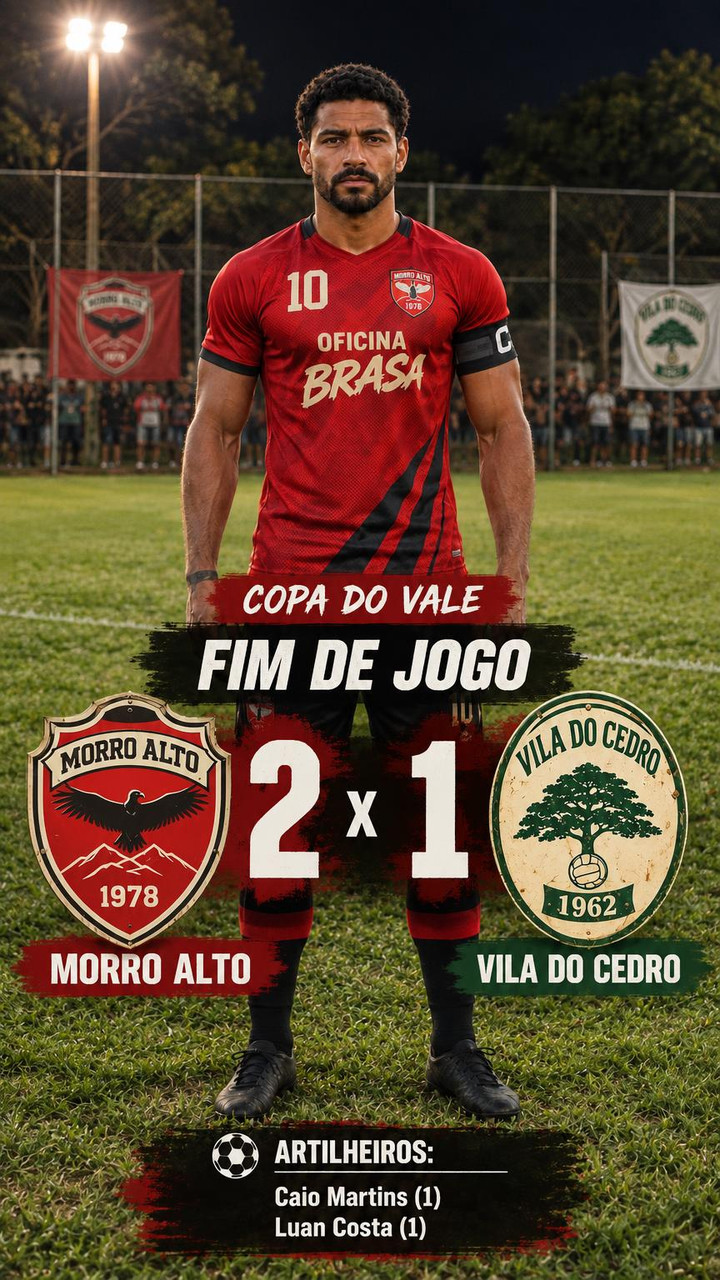 MORRO ALTO
1978
VILA DO CEDRO
10
MORRO ALTO
1978
OFICINA
BRASA
C
COPA DO VALE
FIM DE JOGO
MORRO ALTO
1978
2 x 1
VILA DO CEDRO
1962
MORRO ALTO
VILA DO CEDRO
ARTILHEIROS:
Caio Martins (1)
Luan Costa (1)